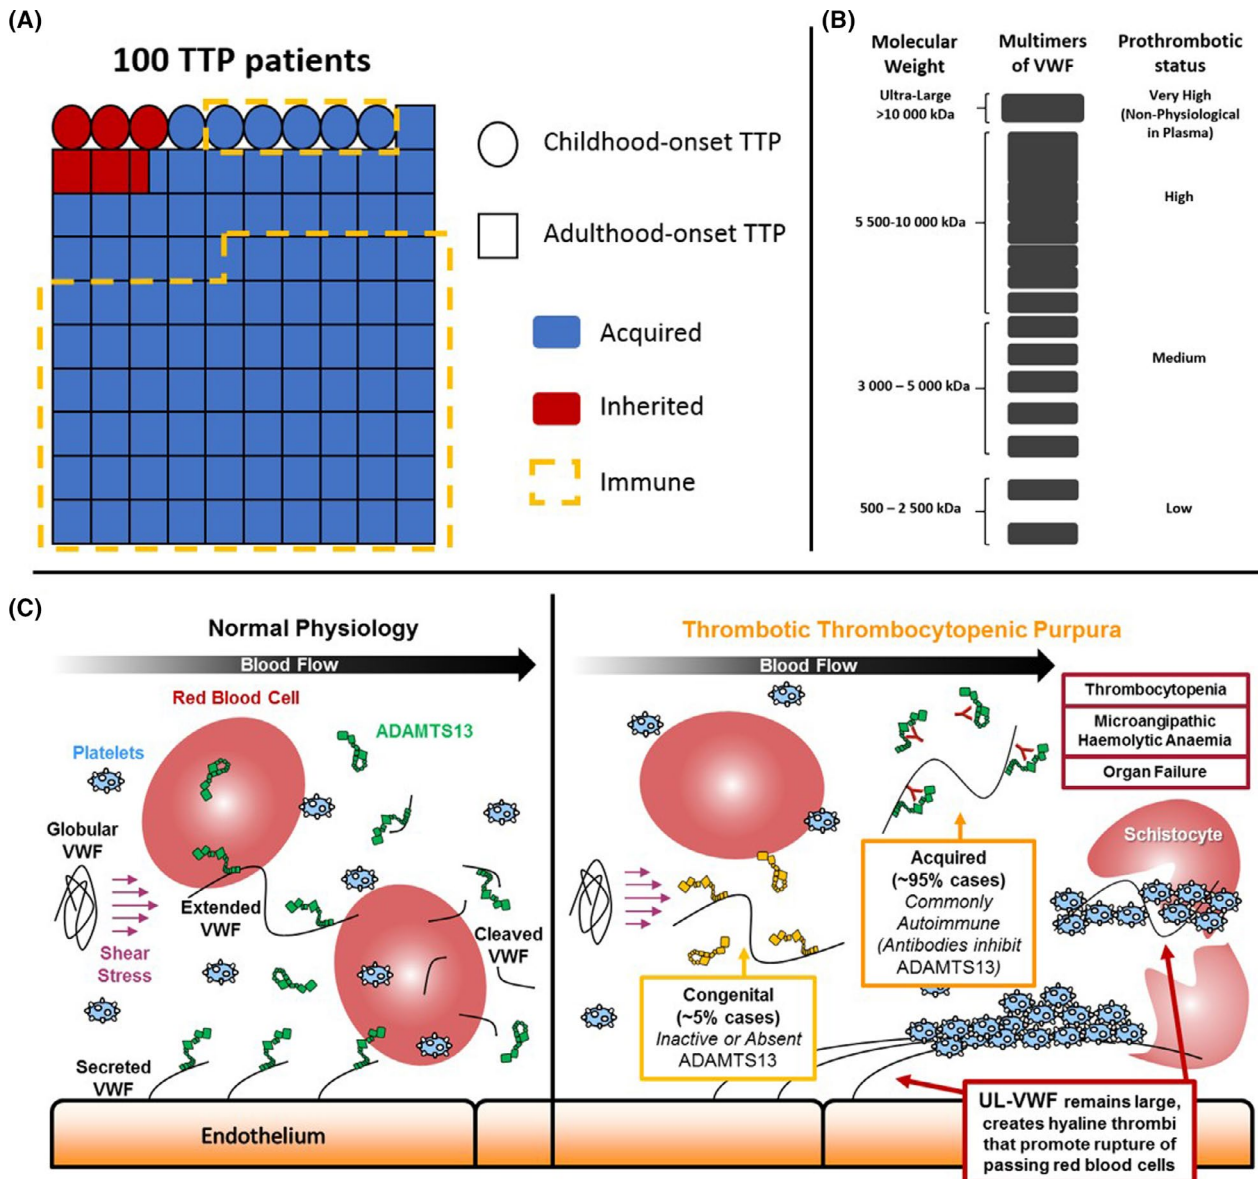 (A)
100 TTP patients
Childhood-onset TTP
Adulthood-onset TTP
Acquired
Inherited
Immune
(B)
Molecular
Weight
Multimers
of VWF
Prothrombotic
status
Ultra-Large
>10 000 kDa
Very High
(Non-Physiological
in Plasma)
5 500-10 000 kDa
High
3 000 – 5 000 kDa
Medium
500 – 2 500 kDa
Low
(C)
Normal Physiology
Blood Flow
Red Blood Cell
ADAMTS13
Platelets
Globular
VWF
Extended
VWF
Shear
Stress
Cleaved
VWF
Secreted
VWF
Endothelium
Thrombotic Thrombocytopenic Purpura
Blood Flow
Thrombocytopenia
Microangipathic
Haemolytic Anaemia
Organ Failure
Schistocyte
Acquired
(~95% cases)
Commonly
Autoimmune
(Antibodies inhibit
ADAMTS13)
Congenital
(~5% cases)
Inactive or Absent
ADAMTS13
UL-VWF remains large,
creates hyaline thrombi
that promote rupture of
passing red blood cells